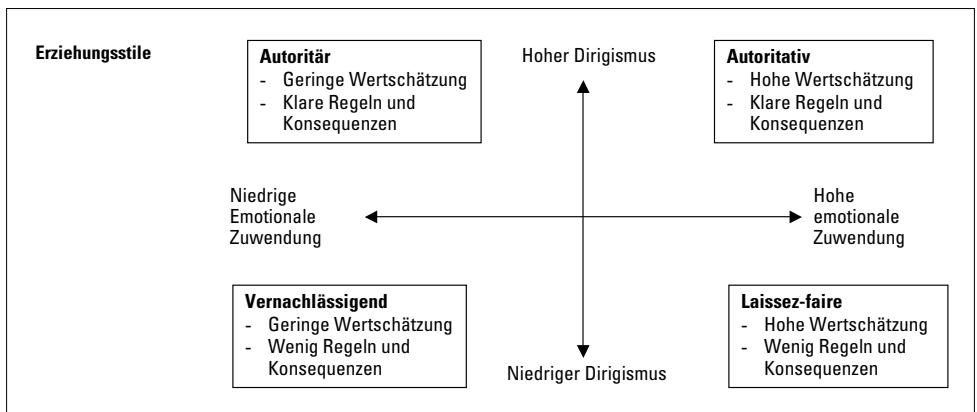 Erziehungsstile
Autoritär
- Geringe Wertschätzung
- Klare Regeln und
Konsequenzen
Hoher Dirigismus
Autoritativ
- Hohe Wertschätzung
- Klare Regeln und
Konsequenzen
Niedrige
Emotionale
Zuwendung
Hohe
emotionale
Zuwendung
Vernachlässigend
- Geringe Wertschätzung
- Wenig Regeln und
Konsequenzen
Niedriger Dirigismus
Laissez-faire
- Hohe Wertschätzung
- Wenig Regeln und
Konsequenzen